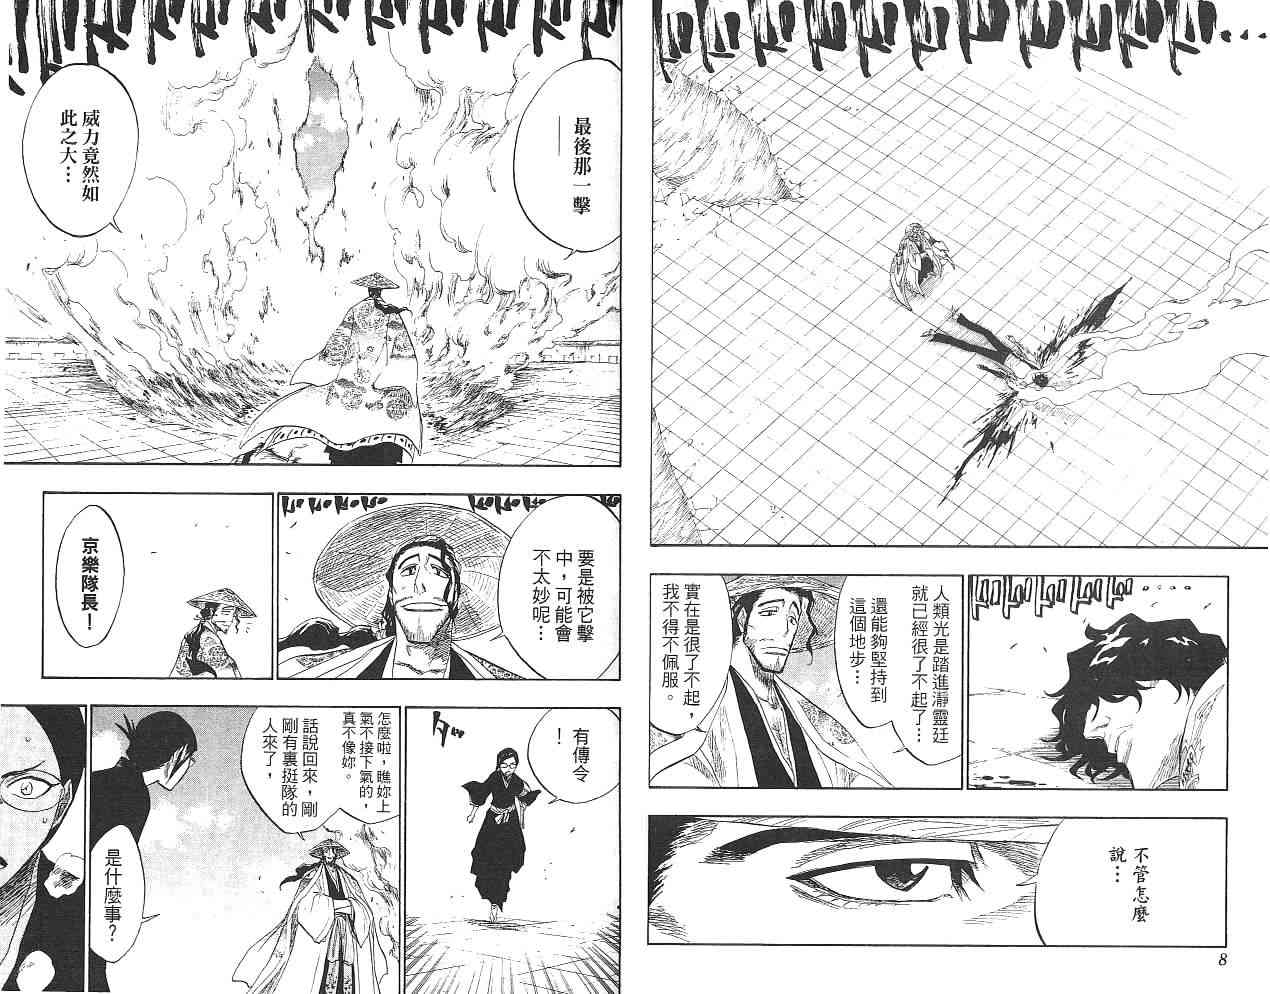 人類光是踏進瀞靈廷
就已經很了不起了…
還能夠堅持到
這個地步…
實在是很了不起，
我不得不佩服。
不管怎麼
說…
8
最後那一擊
──
威力竟然如
此之大…
要是被它擊
中，可能會
不太妙呢…
京樂隊長！
有傳令
！
怎麼啦，瞧妳上
氣不接下氣的，
真不像妳。
話說回來，剛
剛有裏挺隊的
人來了，
是什麼事？